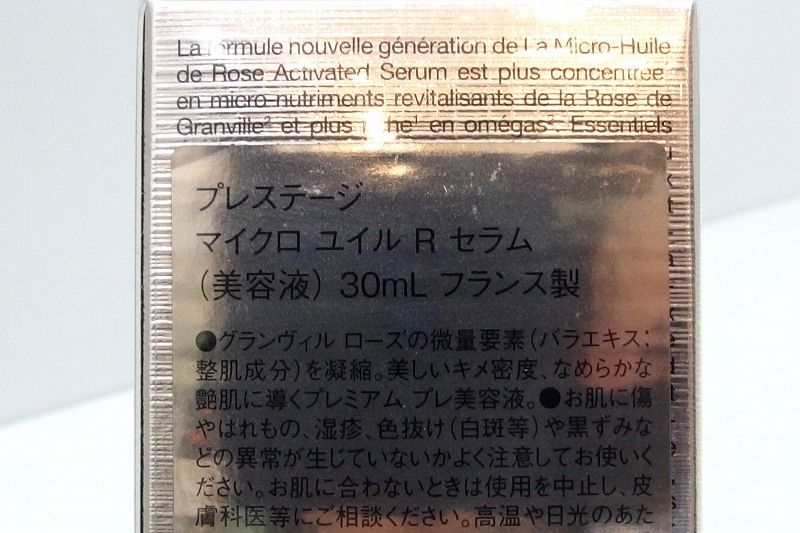 La formule nouvelle génération de La Micro-Huile
de Rose Activated Serum est plus concentrée
en micro-nutriments revitalisants de la Rose de
Granville² et plus riche¹ en omégas². Essentiels
プレステージ
マイクロ ユイル R セラム
(美容液) 30mL フランス製
●グランヴィル ローズの微量要素(バラエキス:
整肌成分)を凝縮。美しいキメ密度、なめらかな
艶肌に導くプレミアム プレ美容液。●お肌に傷
やはれもの、湿疹、色抜け(白斑等)や黒ずみな
どの異常が生じていないかよく注意してお使いく
ださい。お肌に合わないときは使用を中止し、皮
膚科医等にご相談ください。高温や日光のあた